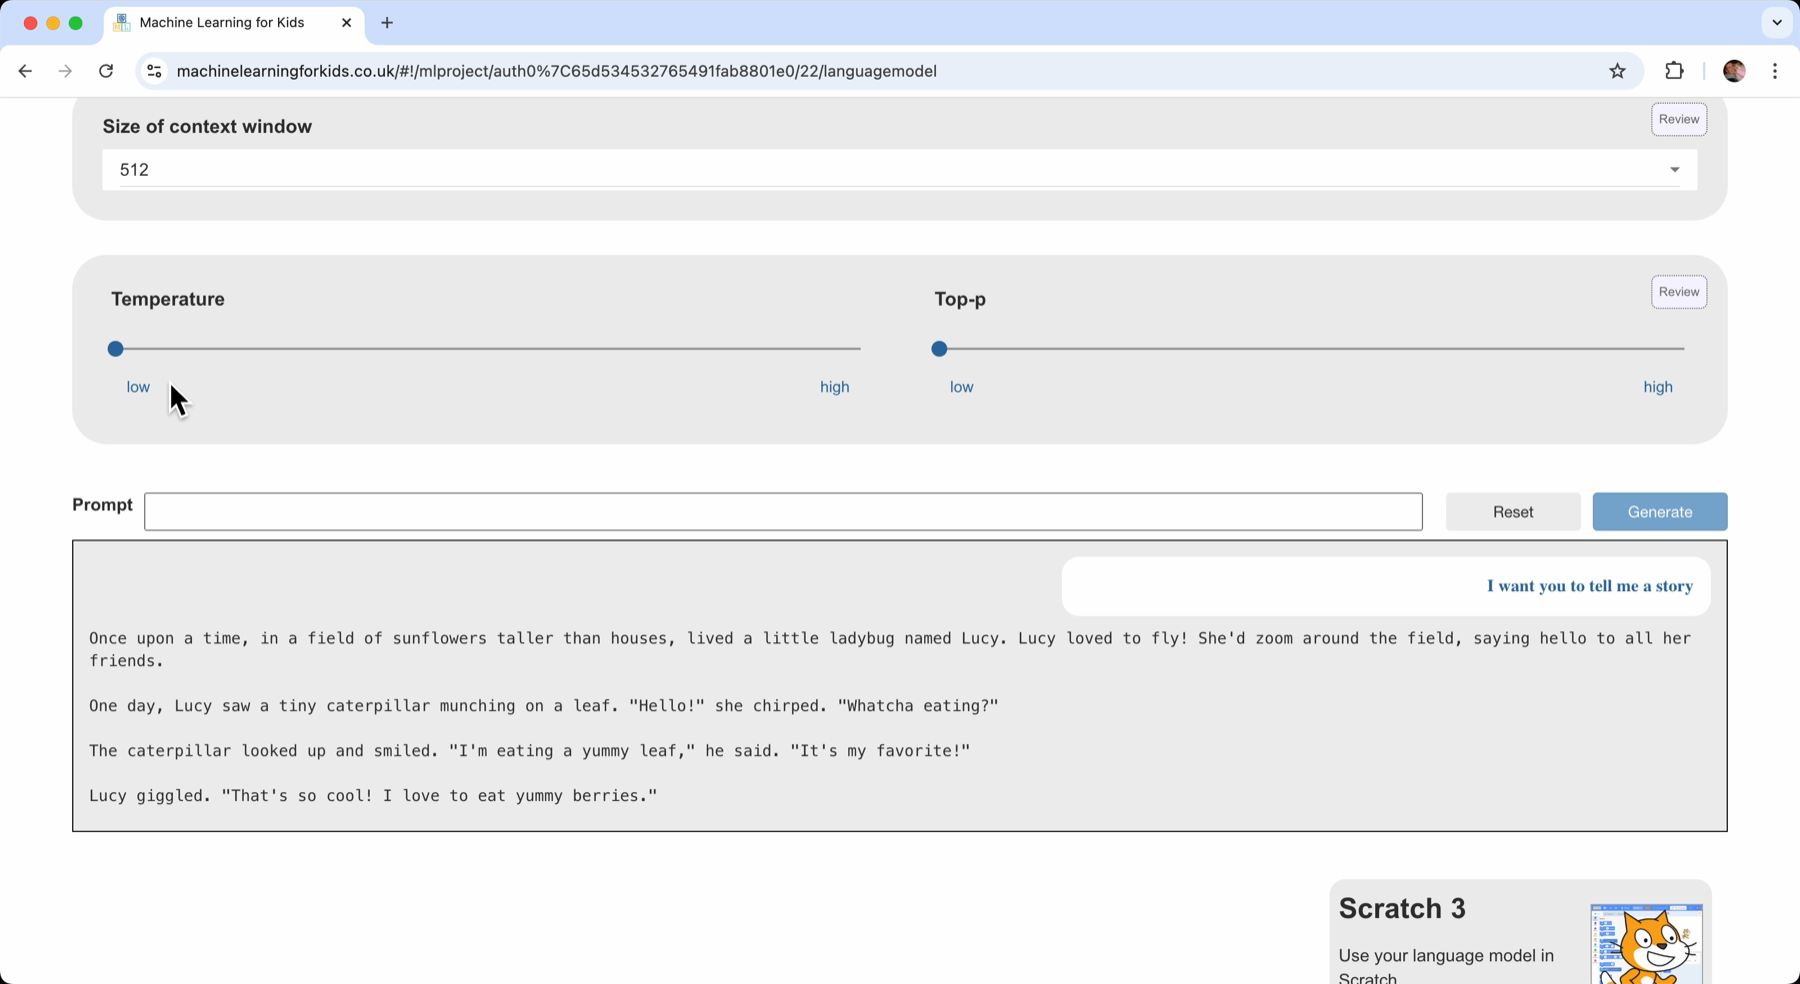 Machine Learning for Kids
machinelearningforkids.co.uk/#!/mlproject/auth0%7C65d534532765491fab8801e0/22/languagemodel
Size of context window
Review
512
Temperature
Top-p
Review
low
high
low
high
Prompt
Reset
Generate
I want you to tell me a story
Once upon a time, in a field of sunflowers taller than houses, lived a little ladybug named Lucy. Lucy loved to fly! She'd zoom around the field, saying hello to all her
friends.
One day, Lucy saw a tiny caterpillar munching on a leaf. "Hello!" she chirped. "Whatcha eating?"
The caterpillar looked up and smiled. "I'm eating a yummy leaf," he said. "It's my favorite!"
Lucy giggled. "That's so cool! I love to eat yummy berries."
Scratch 3
Use your language model in
Scratch